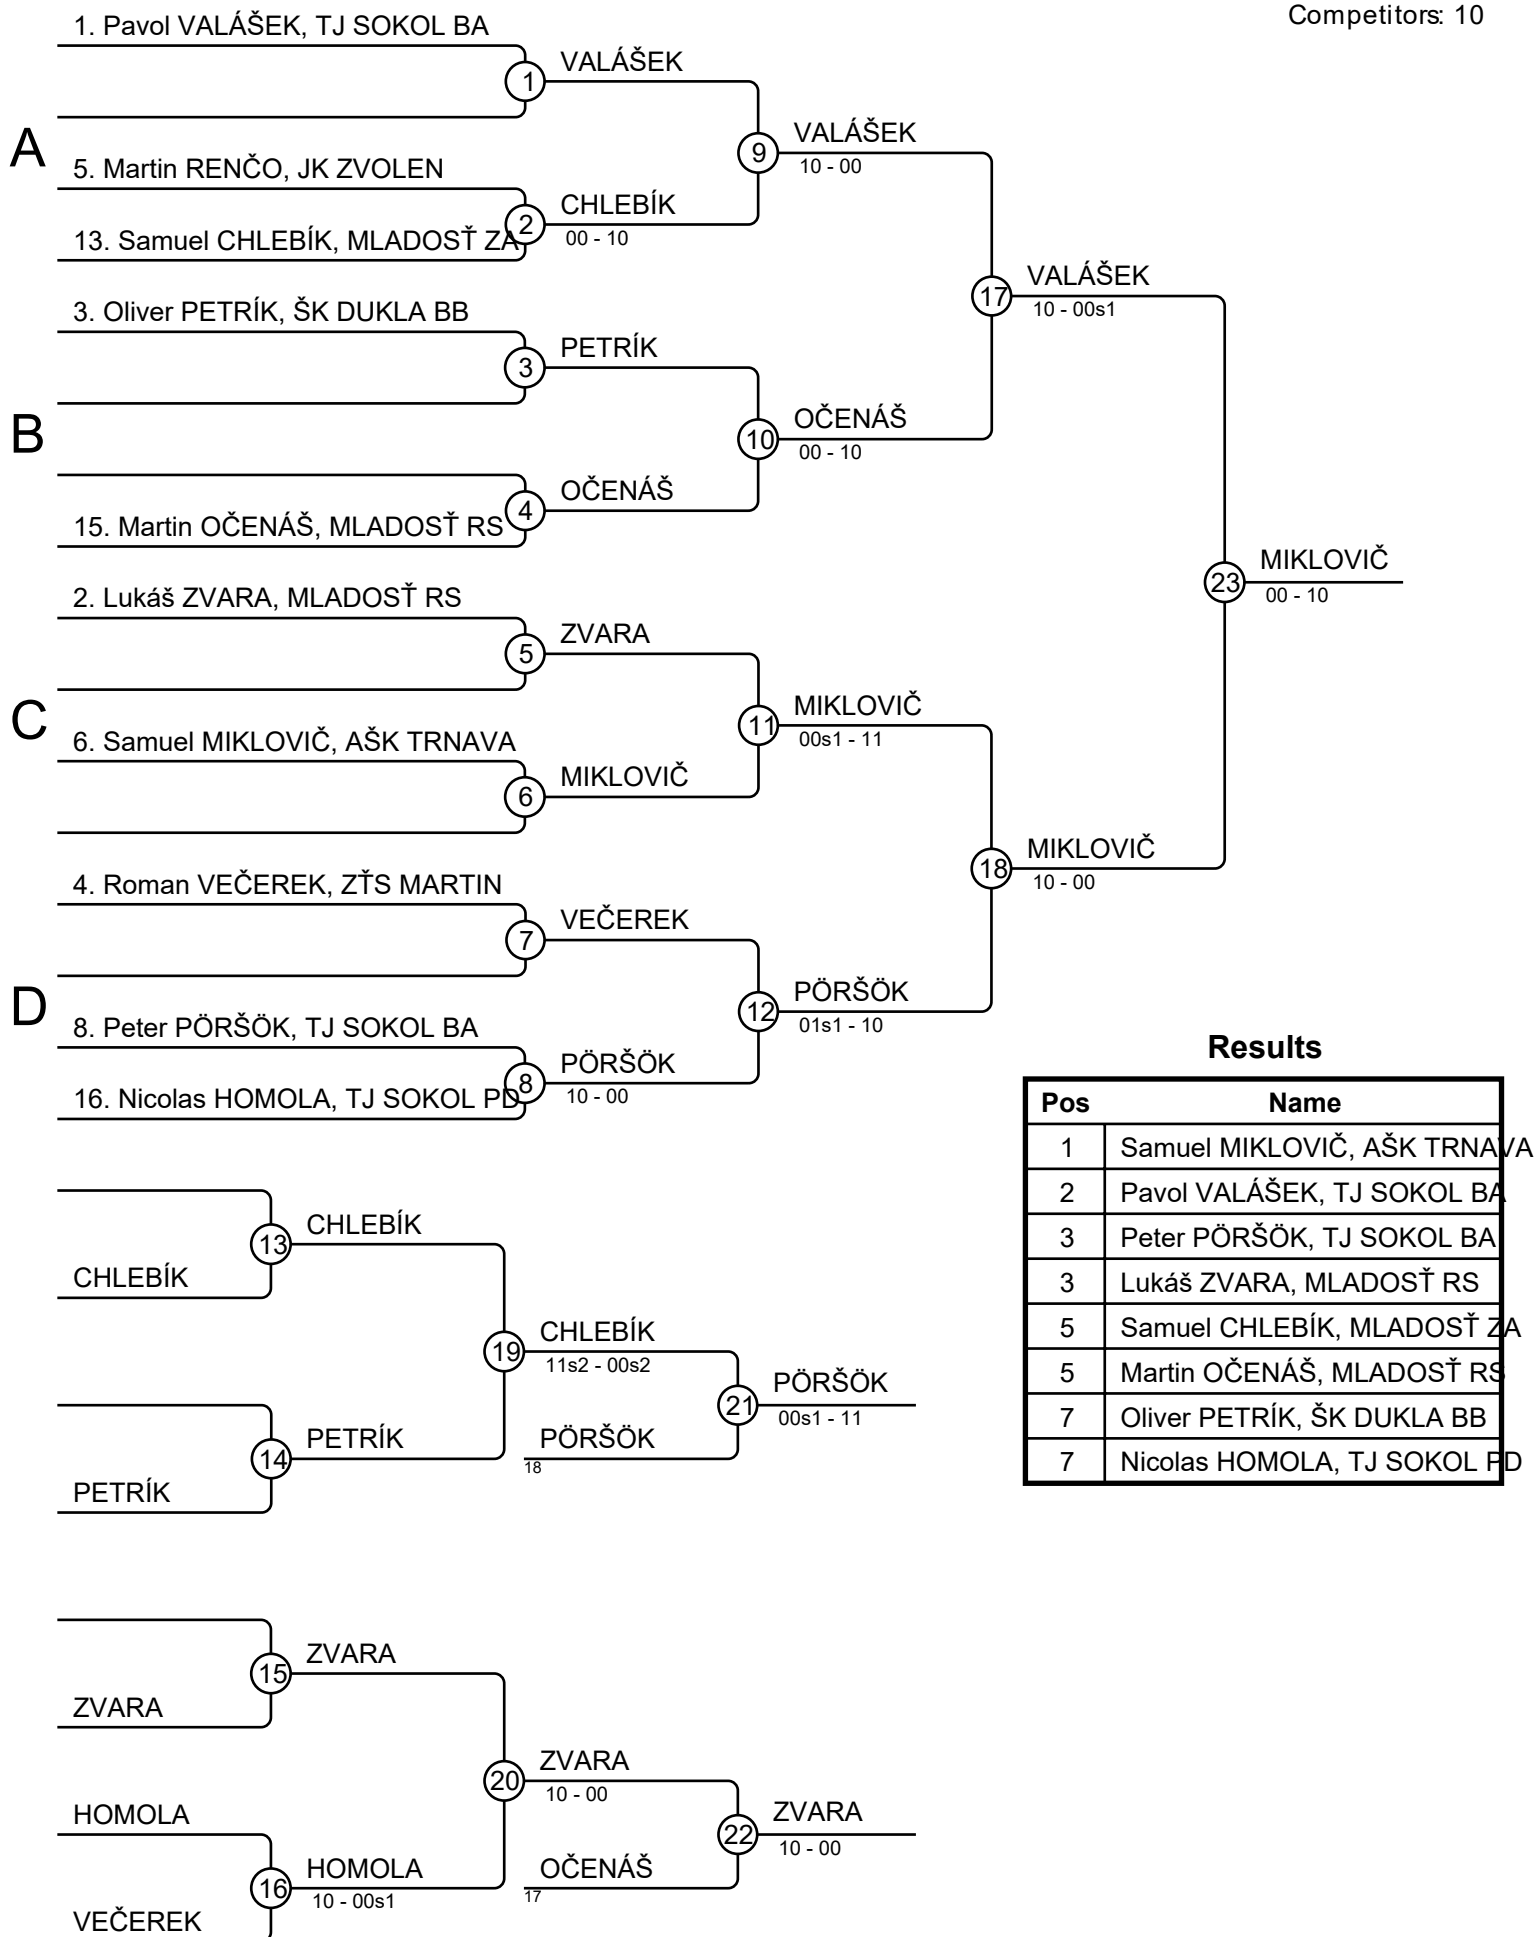 Competitors: 10
1. Pavol VALÁŠEK, TJ SOKOL BA
1
VALÁŠEK
A
5. Martin RENČO, JK ZVOLEN
9
VALÁŠEK
10 - 00
13. Samuel CHLEBÍK, MLADOSŤ ZA
2
CHLEBÍK
00 - 10
3. Oliver PETRÍK, ŠK DUKLA BB
17
VALÁŠEK
10 - 00s1
3
PETRÍK
B
10
OČENÁŠ
00 - 10
15. Martin OČENÁŠ, MLADOSŤ RS
4
OČENÁŠ
23
MIKLOVIČ
00 - 10
2. Lukáš ZVARA, MLADOSŤ RS
5
ZVARA
C
6. Samuel MIKLOVIČ, AŠK TRNAVA
11
MIKLOVIČ
00s1 - 11
6
MIKLOVIČ
18
MIKLOVIČ
10 - 00
4. Roman VEČEREK, ZŤS MARTIN
7
VEČEREK
D
8. Peter PÖRŠÖK, TJ SOKOL BA
12
PÖRŠÖK
01s1 - 10
16. Nicolas HOMOLA, TJ SOKOL PD
8
PÖRŠÖK
10 - 00
Results
Pos Name
1 Samuel MIKLOVIČ, AŠK TRNAVA
2 Pavol VALÁŠEK, TJ SOKOL BA
3 Peter PÖRŠÖK, TJ SOKOL BA
3 Lukáš ZVARA, MLADOSŤ RS
5 Samuel CHLEBÍK, MLADOSŤ ZA
5 Martin OČENÁŠ, MLADOSŤ RS
7 Oliver PETRÍK, ŠK DUKLA BB
7 Nicolas HOMOLA, TJ SOKOL PD
13
CHLEBÍK
CHLEBÍK
19
CHLEBÍK
11s2 - 00s2
21
PÖRŠÖK
00s1 - 11
14
PETRÍK
PÖRŠÖK
18
PETRÍK
15
ZVARA
ZVARA
20
ZVARA
10 - 00
HOMOLA
22
ZVARA
10 - 00
16
HOMOLA
10 - 00s1
OČENÁŠ
17
VEČEREK